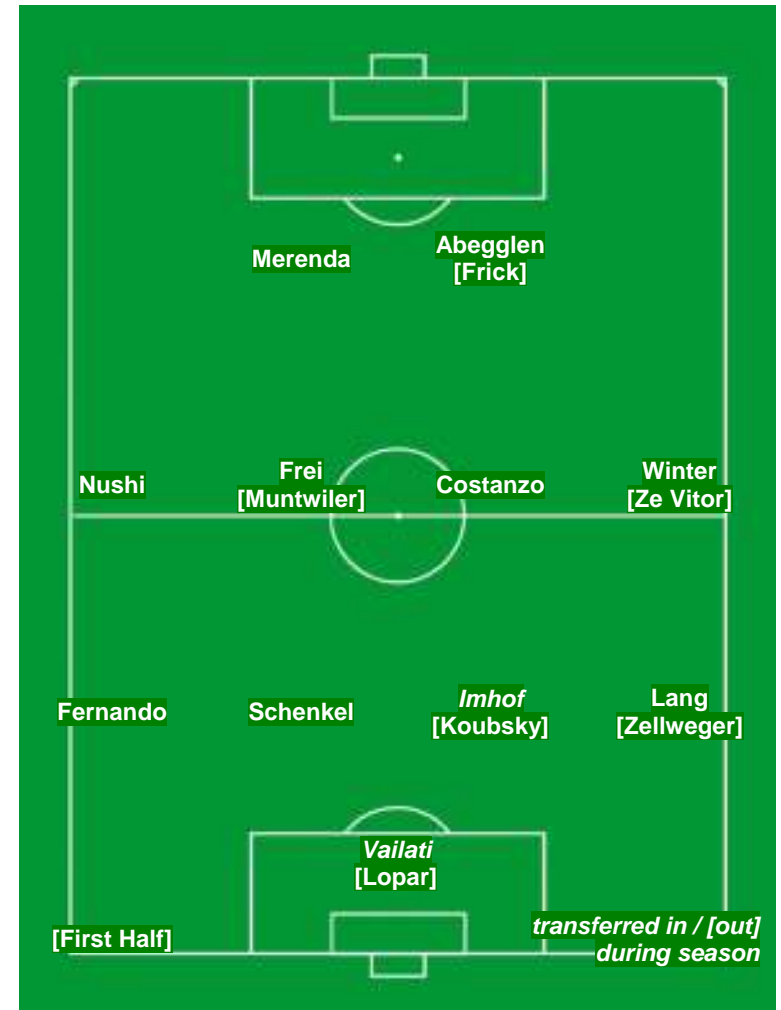 Merenda
Abegglen
[Frick]
Nushi
Frei
[Muntwiler]
Costanzo
Winter
[Ze Vitor]
Fernando
Schenkel
Imhof
[Koubsky]
Lang
[Zellweger]
Vailati
[Lopar]
[First Half]
transferred in / [out]
during season